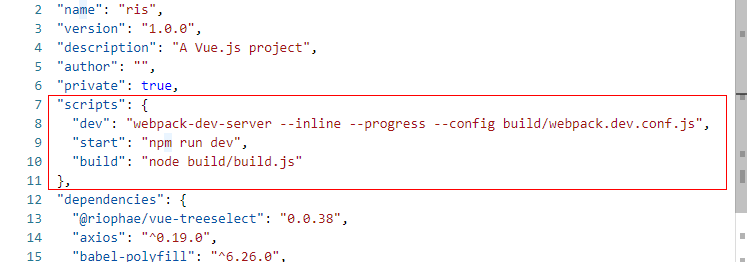 2 "name": "ris",
3 "version": "1.0.0",
4 "description": "A Vue.js project",
5 "author": "",
6 "private": true,
7 "scripts": {
8 "dev": "webpack-dev-server --inline --progress --config build/webpack.dev.conf.js",
9 "start": "npm run dev",
10 "build": "node build/build.js"
11 },
12 "dependencies": {
13 "@riophae/vue-treeselect": "0.0.38",
14 "axios": "^0.19.0",
15 "babel-polyfill": "^6.26.0",